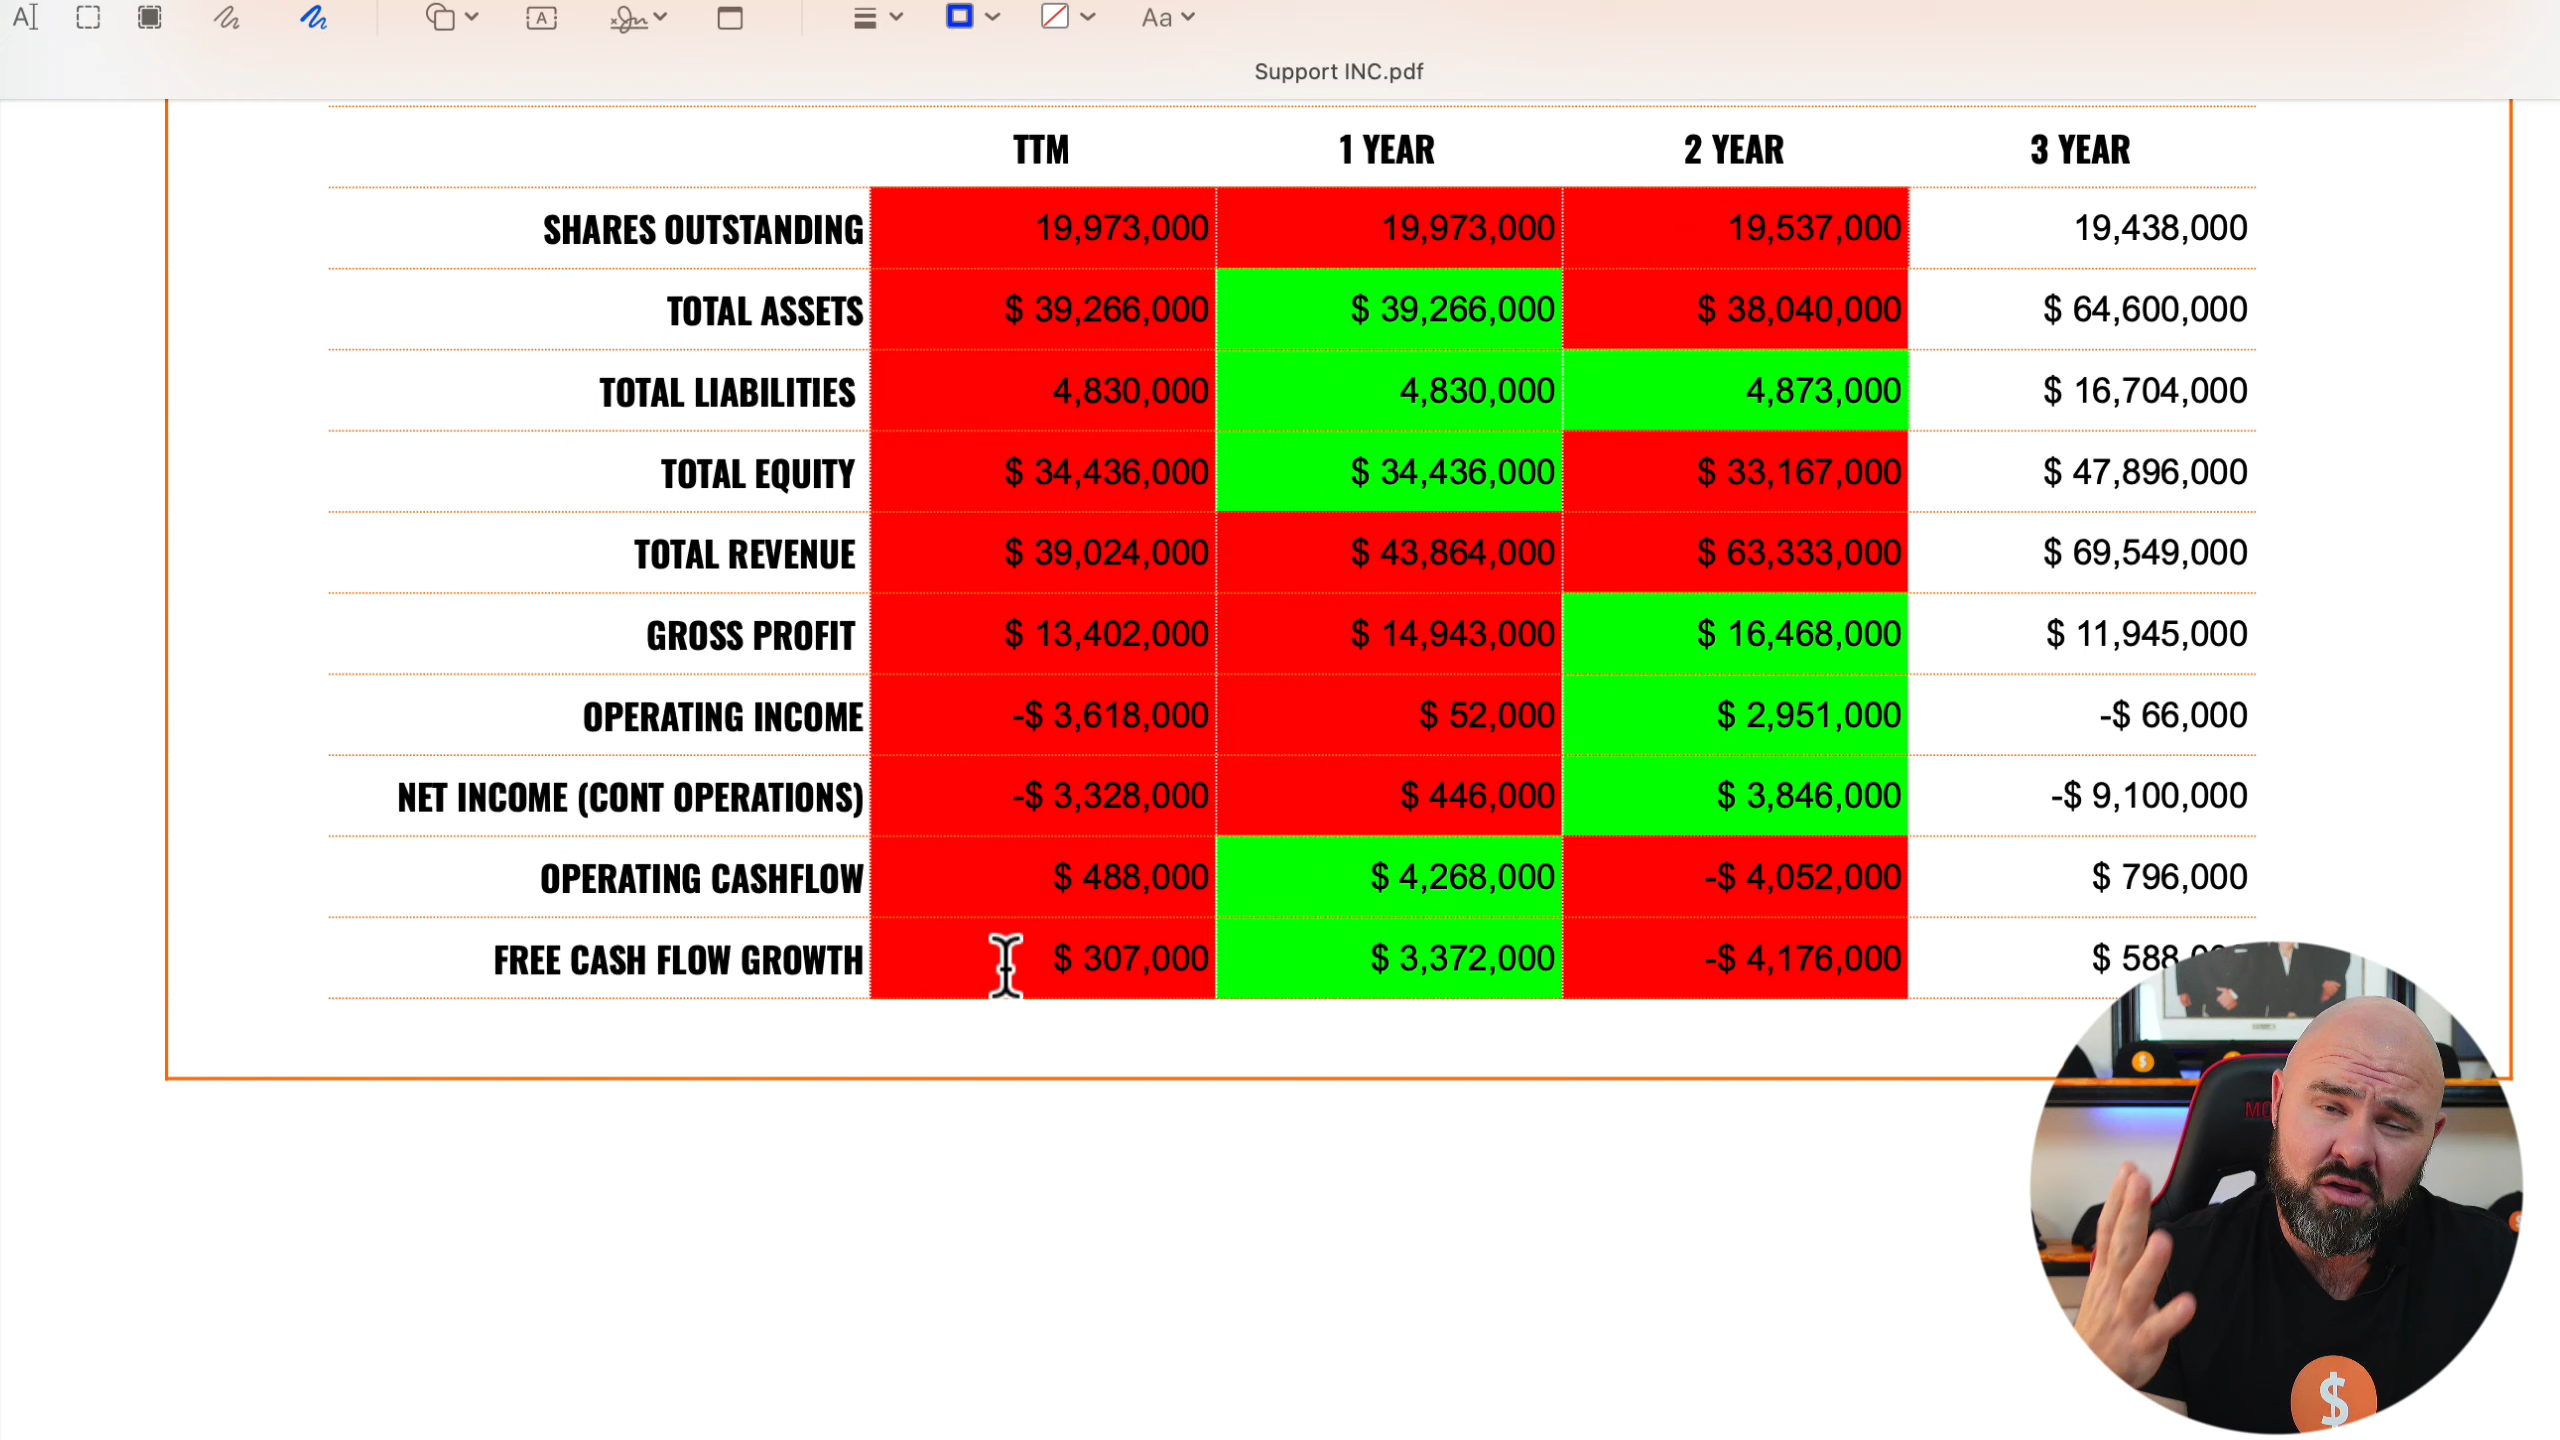 Aa
Support INC.pdf
TTM 1 YEAR 2 YEAR 3 YEAR
SHARES OUTSTANDING 19,973,000 19,973,000 19,537,000 19,438,000
TOTAL ASSETS $ 39,266,000 $ 39,266,000 $ 38,040,000 $ 64,600,000
TOTAL LIABILITIES 4,830,000 4,830,000 4,873,000 $ 16,704,000
TOTAL EQUITY $ 34,436,000 $ 34,436,000 $ 33,167,000 $ 47,896,000
TOTAL REVENUE $ 39,024,000 $ 43,864,000 $ 63,333,000 $ 69,549,000
GROSS PROFIT $ 13,402,000 $ 14,943,000 $ 16,468,000 $ 11,945,000
OPERATING INCOME -$ 3,618,000 $ 52,000 $ 2,951,000 -$ 66,000
NET INCOME (CONT OPERATIONS) -$ 3,328,000 $ 446,000 $ 3,846,000 -$ 9,100,000
OPERATING CASHFLOW $ 488,000 $ 4,268,000 -$ 4,052,000 $ 796,000
FREE CASH FLOW GROWTH $ 307,000 $ 3,372,000 -$ 4,176,000 $ 588
$